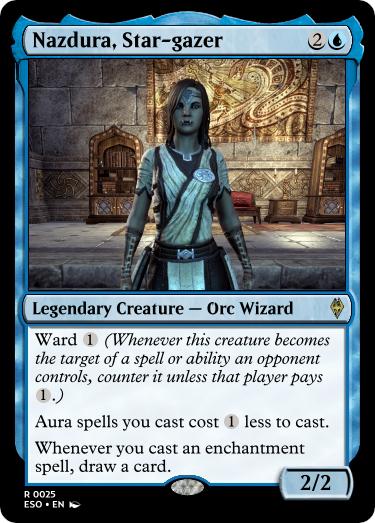 Nazdura, Star-gazer 2
Legendary Creature — Orc Wizard
Ward 1 (Whenever this creature becomes
the target of a spell or ability an opponent
controls, counter it unless that player pays
1.)
Aura spells you cast cost 1 less to cast.
Whenever you cast an enchantment
spell, draw a card.
2/2
R 0025
ESO • EN